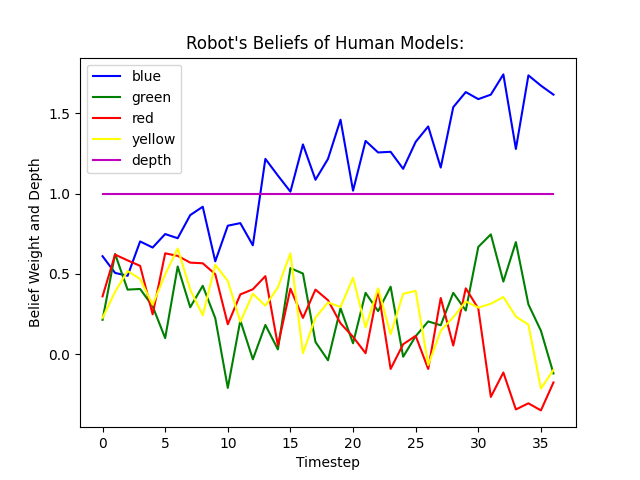 Robot's Beliefs of Human Models:
blue
green
red
yellow
depth
Belief Weight and Depth
1.5
1.0
0.5
0.0
0 5 10 15 20 25 30 35
Timestep